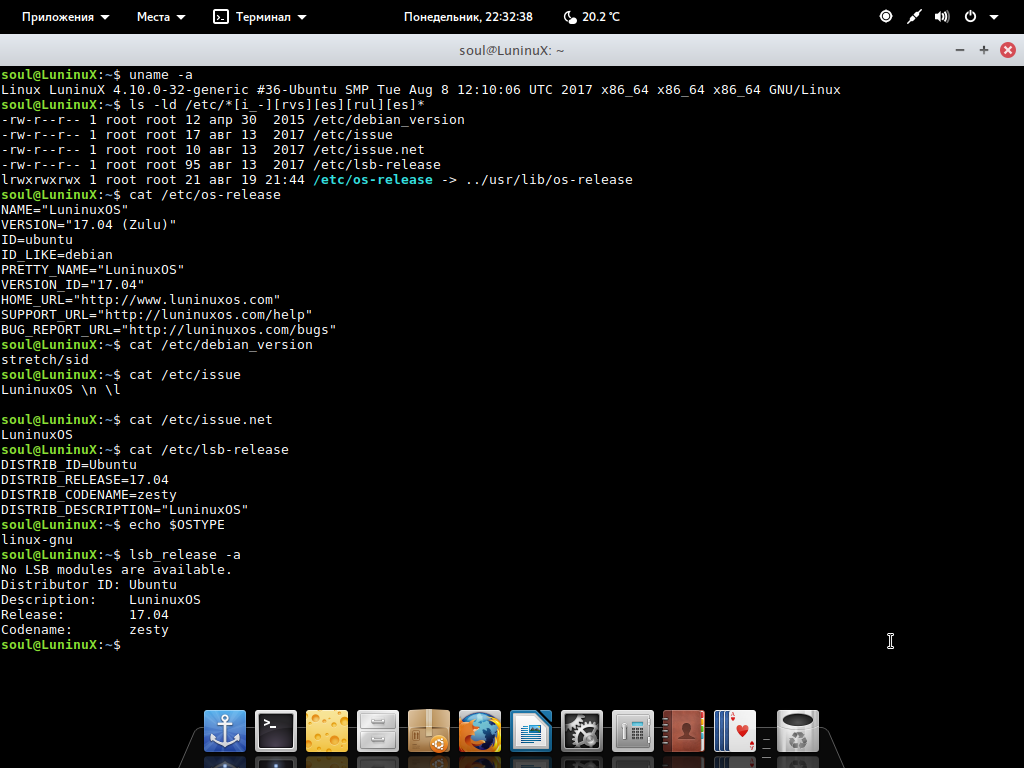 Приложения Места Терминал Понедельник, 22:32:38 20.2 °C
soul@LuninuX: ~
soul@LuninuX:~$ uname -a
Linux LuninuX 4.10.0-32-generic #36-Ubuntu SMP Tue Aug 8 12:10:06 UTC 2017 x86_64 x86_64 x86_64 GNU/Linux
soul@LuninuX:~$ ls -ld /etc/*[i_-][rvs][es][rul][es]*
-rw-r--r-- 1 root root 12 апр 30  2015 /etc/debian_version
-rw-r--r-- 1 root root 17 авг 13  2017 /etc/issue
-rw-r--r-- 1 root root 10 авг 13  2017 /etc/issue.net
-rw-r--r-- 1 root root 95 авг 13  2017 /etc/lsb-release
lrwxrwxrwx 1 root root 21 авг 19 21:44 /etc/os-release -> ../usr/lib/os-release
soul@LuninuX:~$ cat /etc/os-release
NAME="LuninuxOS"
VERSION="17.04 (Zulu)"
ID=ubuntu
ID_LIKE=debian
PRETTY_NAME="LuninuxOS"
VERSION_ID="17.04"
HOME_URL="http://www.luninuxos.com"
SUPPORT_URL="http://luninuxos.com/help"
BUG_REPORT_URL="http://luninuxos.com/bugs"
soul@LuninuX:~$ cat /etc/debian_version
stretch/sid
soul@LuninuX:~$ cat /etc/issue
LuninuxOS \n \l
soul@LuninuX:~$ cat /etc/issue.net
LuninuxOS
soul@LuninuX:~$ cat /etc/lsb-release
DISTRIB_ID=Ubuntu
DISTRIB_RELEASE=17.04
DISTRIB_CODENAME=zesty
DISTRIB_DESCRIPTION="LuninuxOS"
soul@LuninuX:~$ echo $OSTYPE
linux-gnu
soul@LuninuX:~$ lsb_release -a
No LSB modules are available.
Distributor ID: Ubuntu
Description:    LuninuxOS
Release:        17.04
Codename:       zesty
soul@LuninuX:~$